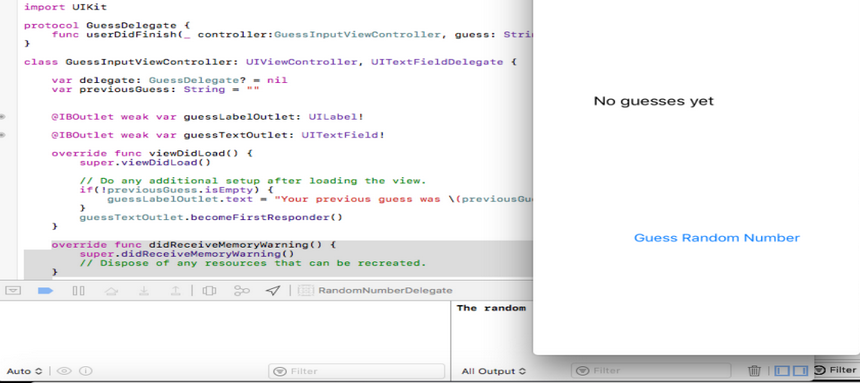 import UIKit
protocol GuessDelegate {
func userDidFinish(_ controller:GuessInputViewController, guess: Stri
}
class GuessInputViewController: UIViewController, UITextFieldDelegate {
var delegate: GuessDelegate? = nil
var previousGuess: String = ""
@IBOutlet weak var guessLabelOutlet: UILabel!
@IBOutlet weak var guessTextOutlet: UITextField!
override func viewDidLoad() {
super.viewDidLoad()
// Do any additional setup after loading the view.
if(!previousGuess.isEmpty) {
guessLabelOutlet.text = "Your previous guess was \(previousGu
}
guessTextOutlet.becomeFirstResponder()
}
override func didReceiveMemoryWarning() {
super.didReceiveMemoryWarning()
// Dispose of any resources that can be recreated.
}
No guesses yet
Guess Random Number
RandomNumberDelegate
The random
Auto
Filter
All Output
Filter
Filter